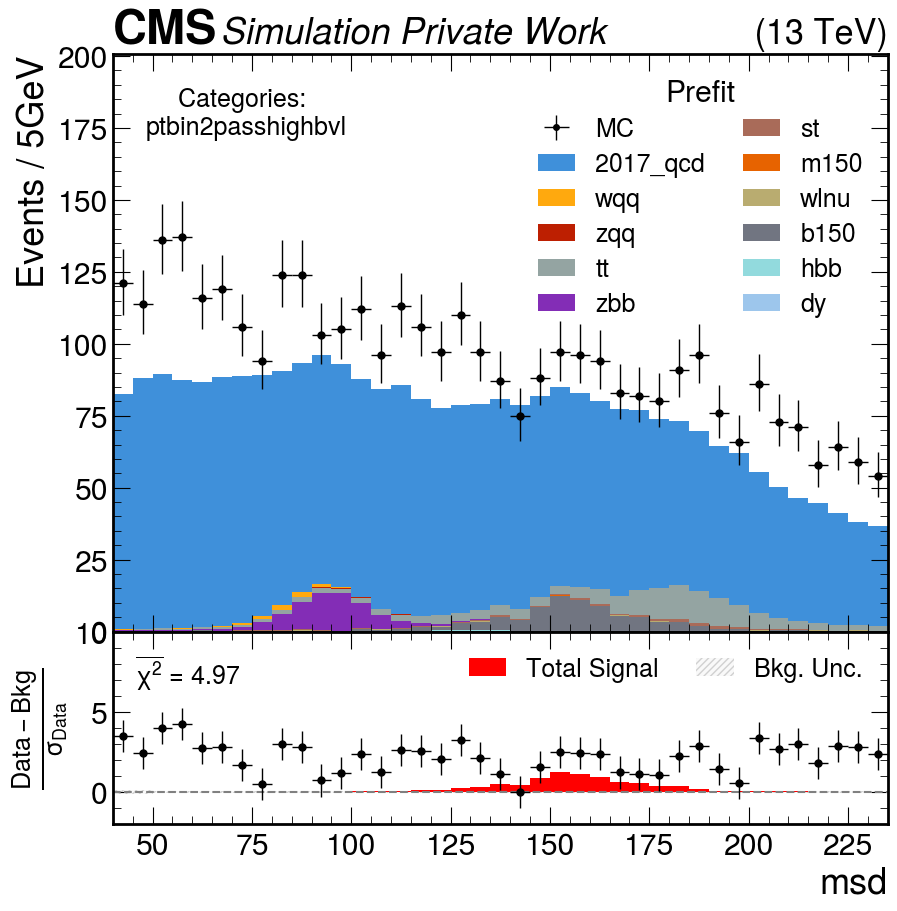 CMS Simulation Private Work (13 TeV)
Events / 5GeV
200
175
150
125
100
75
50
25
10
Categories:
ptbin2passhighbvl
Prefit
MC
2017_qcd
wqq
zqq
tt
zbb
st
m150
wlnu
b150
hbb
dy
Data − Bkg
σData
5
0
χ² = 4.97
Total Signal
Bkg. Unc.
50 75 100 125 150 175 200 225
msd